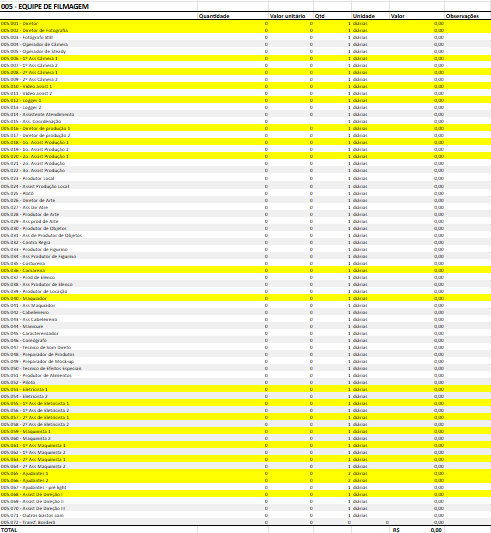 005 - EQUIPE DE FILMAGEM
Quantidade Valor unitário Qtd Unidade Valor Observações
005.001 - Diretor 0 0 1 diárias 0,00
005.002 - Diretor de Fotografia 0 0 1 diárias 0,00
005.003 - Fotógrafo Still 0 0 1 diárias 0,00
005.004 - Operador de Câmera 0 0 1 diárias 0,00
005.005 - Operador de Steady 0 0 1 diárias 0,00
005.006 - 1º Ass Câmera 1 0 0 1 diárias 0,00
005.007 - 1º Ass Câmera 2 0 0 1 diárias 0,00
005.008 - 2º Ass Câmera 1 0 0 1 diárias 0,00
005.009 - 2º Ass Câmera 2 0 0 1 diárias 0,00
005.010 - Video assist 1 0 0 1 diárias 0,00
005.011 - Video assist 2 0 0 1 diárias 0,00
005.012 - Logger 1 0 0 1 diárias 0,00
005.013 - Logger 2 0 0 1 diárias 0,00
005.014 - Assistente Atendimento 0 0 1 diárias 0,00
005.015 - Ass. Coordenação 0 1 diárias 0,00
005.016 - Diretor de produção 1 0 0 1 diárias 0,00
005.017 - Diretor de produção 2 0 0 1 diárias 0,00
005.018 - 1o. Assist Produção 1 0 0 1 diárias 0,00
005.019 - 1o. Assist Produção 2 0 0 1 diárias 0,00
005.020 - 2o. Assist Produção 1 0 0 1 diárias 0,00
005.021 - 2o. Assist Produção 0 0 1 diárias 0,00
005.022 - 3o. Assist Produção 0 0 1 diárias 0,00
005.023 - Produtor Local 0 0 1 diárias 0,00
005.024 - Assist Produção Local 0 0 1 diárias 0,00
005.025 - Platô 0 0 1 diárias 0,00
005.026 - Diretor de Arte 0 0 1 diárias 0,00
005.027 - Ass De Arte 0 0 1 diárias 0,00
005.028 - Produtor de Arte 0 0 1 diárias 0,00
005.029 - Ass prod de Arte 0 0 1 diárias 0,00
005.030 - Produtor de Objetos 0 0 1 diárias 0,00
005.031 - Ass de Produtor de Objetos 0 0 1 diárias 0,00
005.032 - Contra Regra 0 0 1 diárias 0,00
005.033 - Produtor de Figurino 0 0 1 diárias 0,00
005.034 - Ass Produtor de Figurino 0 0 1 diárias 0,00
005.035 - Costureira 0 0 1 diárias 0,00
005.036 - Camareira 0 0 1 diárias 0,00
005.037 - Prod de Elenco 0 0 1 diárias 0,00
005.038 - Ass Produtor de Elenco 0 0 1 diárias 0,00
005.039 - Produtor de Locação 0 0 1 diárias 0,00
005.040 - Maquiador 0 0 1 diárias 0,00
005.041 - Ass Maquiador 0 0 1 diárias 0,00
005.042 - Cabeleireiro 0 0 1 diárias 0,00
005.043 - Ass Cabeleireiro 0 0 1 diárias 0,00
005.044 - Manicure 0 0 1 diárias 0,00
005.045 - Caracterizador 0 0 1 diárias 0,00
005.046 - Coreógrafo 0 0 1 diárias 0,00
005.047 - Tecnico de Som Direto 0 0 1 diárias 0,00
005.048 - Preparador de Produtos 0 0 1 diárias 0,00
005.049 - Preparador de Mock-up 0 0 1 diárias 0,00
005.050 - Tecnico de Efeitos Especiais 0 0 1 diárias 0,00
005.051 - Produtor de Alimentos 0 0 1 diárias 0,00
005.052 - Piloto 0 0 1 diárias 0,00
005.053 - Eletricista 1 0 0 1 diárias 0,00
005.054 - Eletricista 2 0 0 1 diárias 0,00
005.055 - 1º Ass de Eletricista 1 0 0 1 diárias 0,00
005.056 - 1º Ass de Eletricista 2 0 0 1 diárias 0,00
005.057 - 2º Ass de Eletricista 1 0 0 1 diárias 0,00
005.058 - 2º Ass de Eletricista 2 0 0 1 diárias 0,00
005.059 - Maquinista 1 0 0 1 diárias 0,00
005.060 - Maquinista 2 0 0 1 diárias 0,00
005.061 - 1º Ass Maquinista 1 0 0 1 diárias 0,00
005.062 - 1º Ass Maquinista 2 0 0 1 diárias 0,00
005.063 - 2º Ass Maquinista 1 0 0 1 diárias 0,00
005.064 - 2º Ass Maquinista 2 0 0 1 diárias 0,00
005.065 - Ajudantes 1 0 0 2 diárias 0,00
005.066 - Ajudantes 2 0 0 2 diárias 0,00
005.067 - Ajudantes - pre light 0 0 1 diárias 0,00
005.068 - Assist De Direção I 0 0 1 diárias 0,00
005.069 - Assist De Direção II 0 0 1 diárias 0,00
005.070 - Assist De Direção III 0 0 1 diárias 0,00
005.071 - Outros Gastos com 0 0 1 diárias 0,00
005.072 - Transf. Borderô 0 0 0 0 0,00
TOTAL R$ 0,00